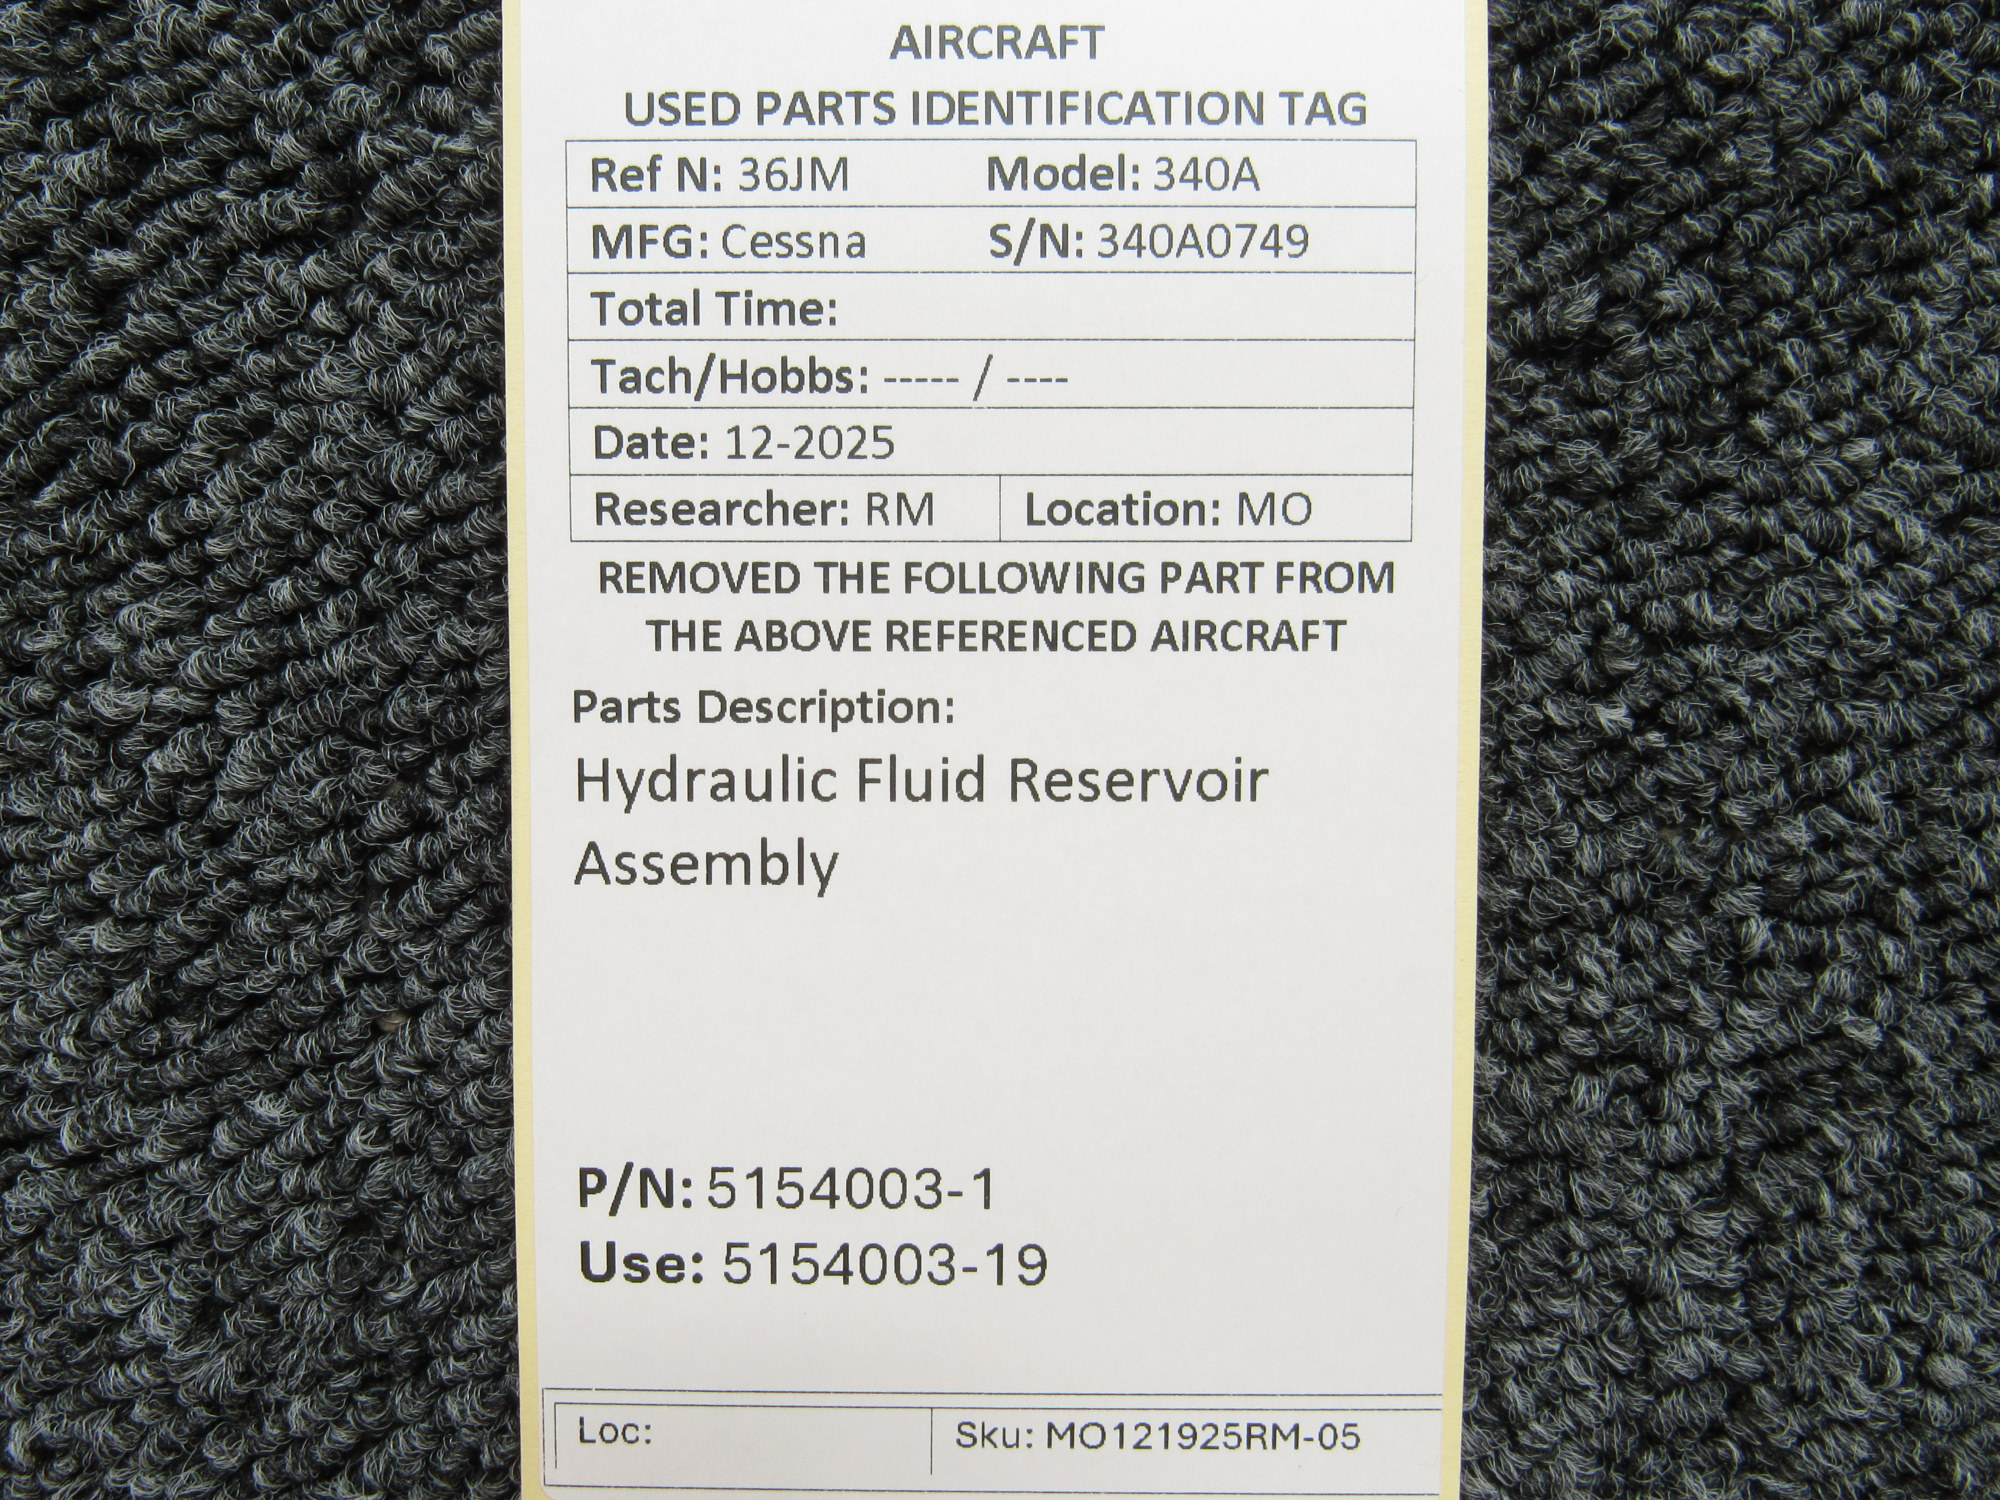 AIRCRAFT
USED PARTS IDENTIFICATION TAG
Ref N: 36JM Model: 340A
MFG: Cessna S/N: 340A0749
Total Time:
Tach/Hobbs: ----- / ----
Date: 12-2025
Researcher: RM Location: MO
REMOVED THE FOLLOWING PART FROM
THE ABOVE REFERENCED AIRCRAFT
Parts Description:
Hydraulic Fluid Reservoir
Assembly
P/N: 5154003-1
Use: 5154003-19
Loc: Sku: MO121925RM-05